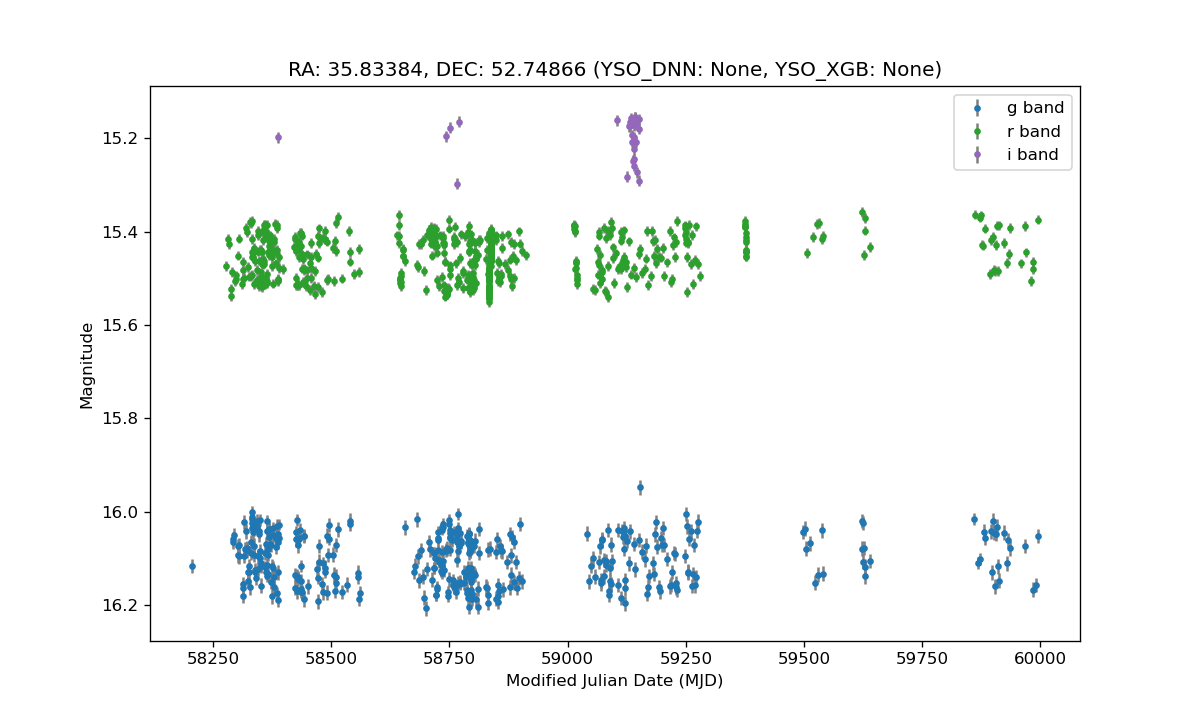 RA: 35.83384, DEC: 52.74866 (YSO_DNN: None, YSO_XGB: None)
g band
r band
i band
15.2
15.4
15.6
15.8
16.0
16.2
Magnitude
58250 58500 58750 59000 59250 59500 59750 60000
Modified Julian Date (MJD)